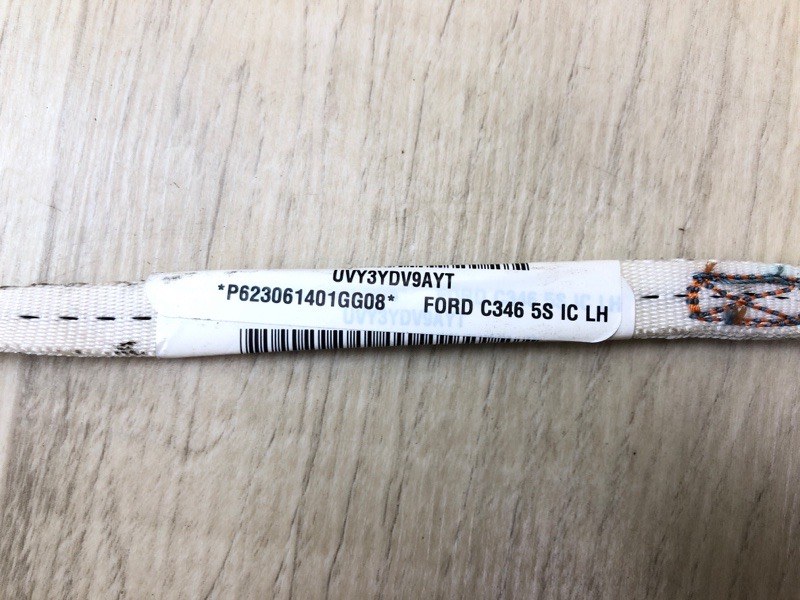 UVY3YDV9AYT
*P623061401GG08* FORD C346 5S IC LH